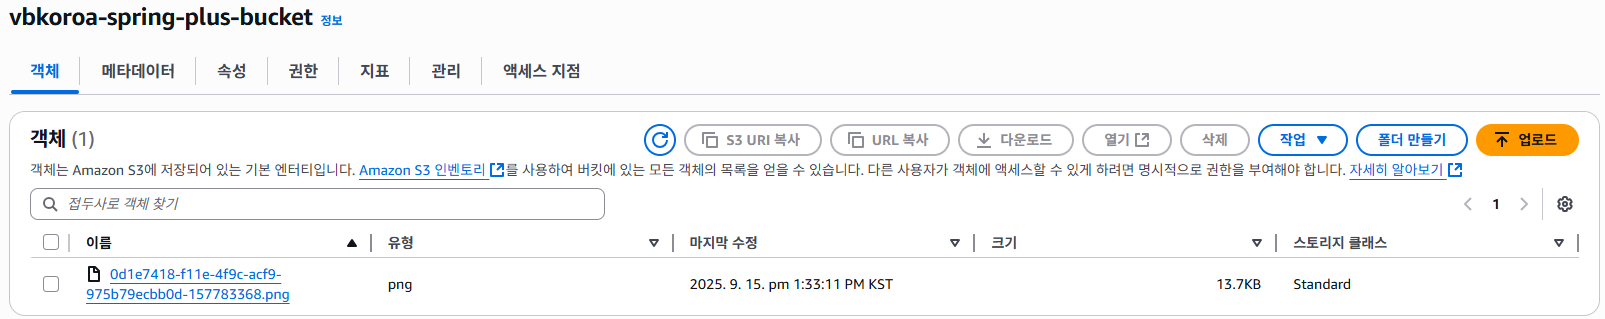 vbkoroa-spring-plus-bucket 정보
객체 메타데이터 속성 권한 지표 관리 액세스 지점
객체 (1) S3 URI 복사 URL 복사 다운로드 열기 삭제 작업 폴더 만들기 업로드
객체는 Amazon S3에 저장되어 있는 기본 엔터티입니다. Amazon S3 인벤토리를 사용하여 버킷에 있는 모든 객체의 목록을 얻을 수 있습니다. 다른 사용자가 객체에 액세스할 수 있게 하려면 명시적으로 권한을 부여해야 합니다. 자세히 알아보기
접두사로 객체 찾기 1
이름 유형 마지막 수정 크기 스토리지 클래스
0d1e7418-f11e-4f9c-acf9-
975b79ecbb0d-157783368.png png 2025. 9. 15. pm 1:33:11 PM KST 13.7KB Standard